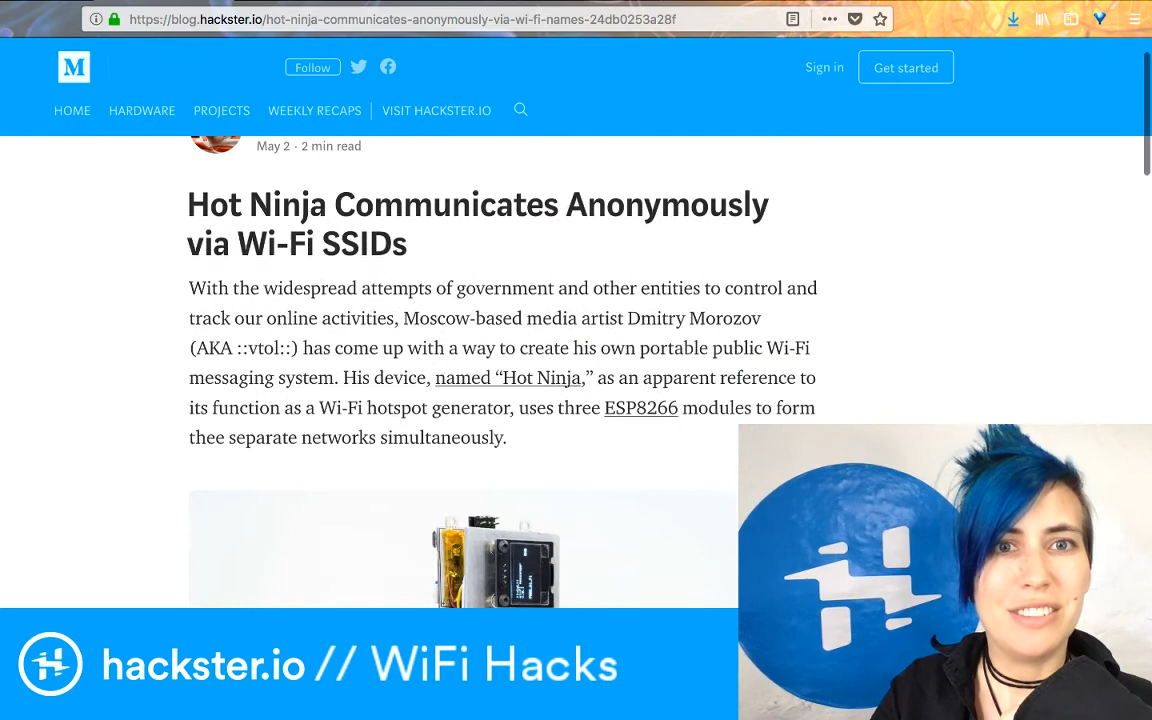 https://blog.hackster.io/hot-ninja-communicates-anonymously-via-wi-fi-names-24db0253a28f
M
Follow
Sign in
Get started
HOME
HARDWARE
PROJECTS
WEEKLY RECAPS
VISIT HACKSTER.IO
May 2 · 2 min read
Hot Ninja Communicates Anonymously
via Wi-Fi SSIDs
With the widespread attempts of government and other entities to control and
track our online activities, Moscow-based media artist Dmitry Morozov
(AKA ::vtol::) has come up with a way to create his own portable public Wi-Fi
messaging system. His device, named “Hot Ninja,” as an apparent reference to
its function as a Wi-Fi hotspot generator, uses three ESP8266 modules to form
thee separate networks simultaneously.
hackster.io // WiFi Hacks